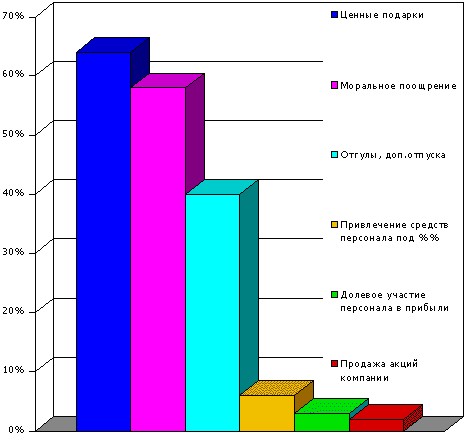 70%
60%
50%
40%
30%
20%
10%
0%
Ценные подарки
Моральное поощрение
Отгулы, доп.отпуска
Привлечение средств
персонала под %%
Долевое участие
персонала в прибыли
Продажа акций
компании